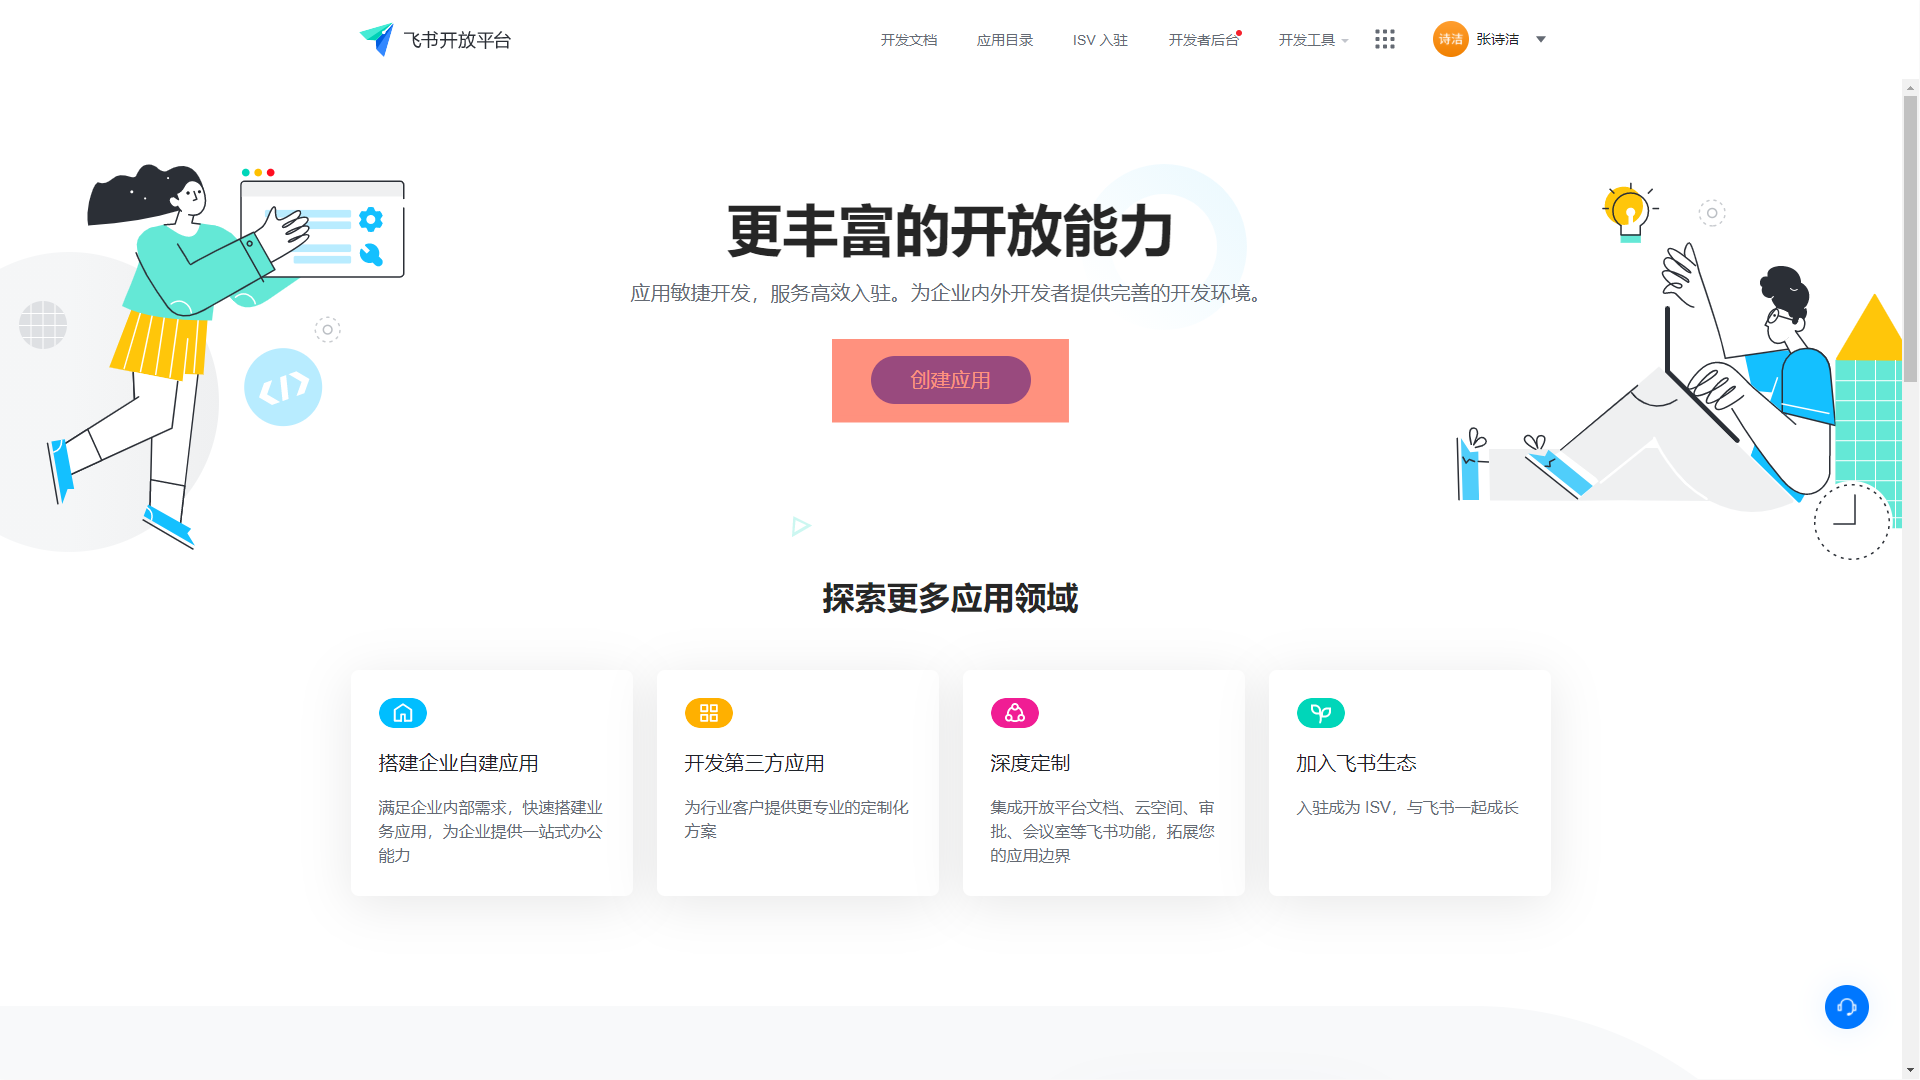 飞书开放平台
开发文档
应用目录
ISV 入驻
开发者后台
开发工具
诗洁
张诗洁
更丰富的开放能力
应用敏捷开发，服务高效入驻。为企业内外开发者提供完善的开发环境。
创建应用
探索更多应用领域
搭建企业自建应用
满足企业内部需求，快速搭建业
务应用，为企业提供一站式办公
能力
开发第三方应用
为行业客户提供更专业的定制化
方案
深度定制
集成开放平台文档、云空间、审
批、会议室等飞书功能，拓展您
的应用边界
加入飞书生态
入驻成为 ISV，与飞书一起成长